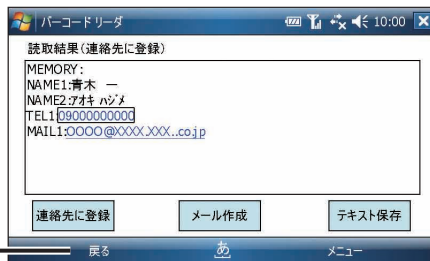 バーコードリーダ 10:00
読取結果(連絡先に登録)
MEMORY:
NAME1:青木 一
NAME2:ｱｵｷ ﾊｼﾞﾒ
TEL1:09000000000
MAIL1:OOOO@XXXX.XXX..co.jp
連絡先に登録 メール作成 テキスト保存
戻る あ メニュー